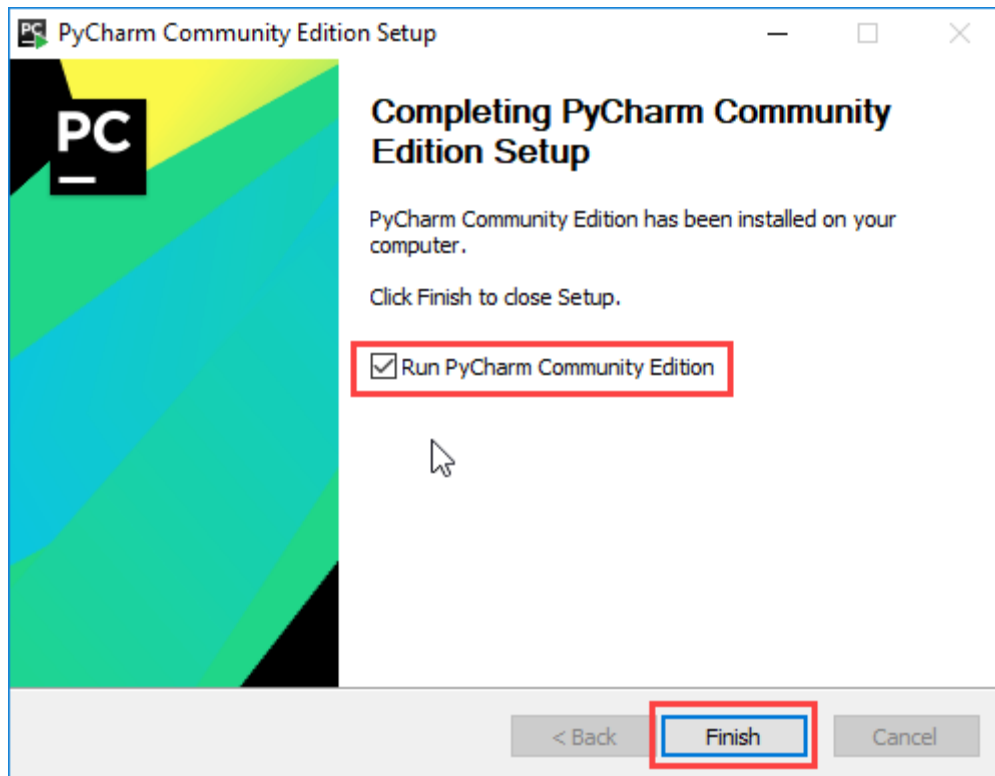 PyCharm Community Edition Setup
PC
Completing PyCharm Community
Edition Setup
PyCharm Community Edition has been installed on your
computer.
Click Finish to close Setup.
Run PyCharm Community Edition
< Back
Finish
Cancel